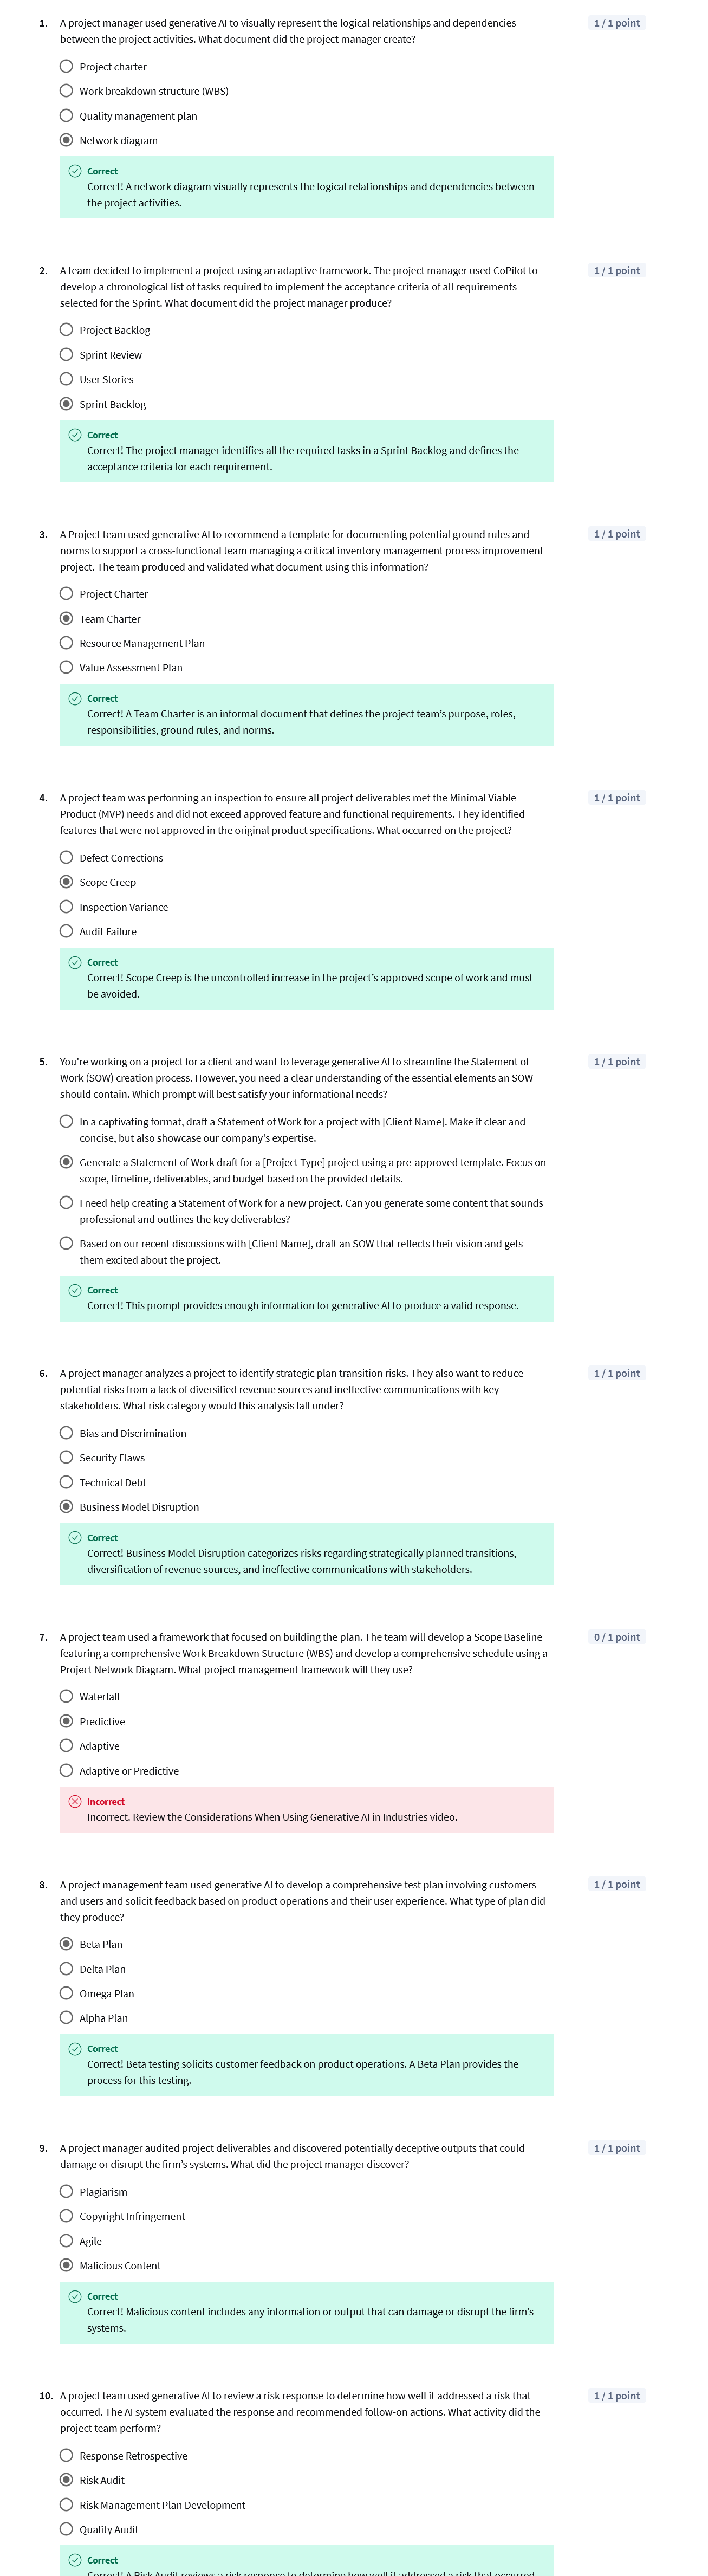 1. A project manager used generative AI to visually represent the logical relationships and dependencies 1 / 1 point
between the project activities. What document did the project manager create?
Project charter
Work breakdown structure (WBS)
Quality management plan
Network diagram
Correct
Correct! A network diagram visually represents the logical relationships and dependencies between
the project activities.
2. A team decided to implement a project using an adaptive framework. The project manager used CoPilot to 1 / 1 point
develop a chronological list of tasks required to implement the acceptance criteria of all requirements
selected for the Sprint. What document did the project manager produce?
Project Backlog
Sprint Review
User Stories
Sprint Backlog
Correct
Correct! The project manager identifies all the required tasks in a Sprint Backlog and defines the
acceptance criteria for each requirement.
3. A Project team used generative AI to recommend a template for documenting potential ground rules and 1 / 1 point
norms to support a cross-functional team managing a critical inventory management process improvement
project. The team produced and validated what document using this information?
Project Charter
Team Charter
Resource Management Plan
Value Assessment Plan
Correct
Correct! A Team Charter is an informal document that defines the project team's purpose, roles,
responsibilities, ground rules, and norms.
4. A project team was performing an inspection to ensure all project deliverables met the Minimal Viable 1 / 1 point
Product (MVP) needs and did not exceed approved feature and functional requirements. They identified
features that were not approved in the original product specifications. What occurred on the project?
Defect Corrections
Scope Creep
Inspection Variance
Audit Failure
Correct
Correct! Scope Creep is the uncontrolled increase in the project's approved scope of work and must
be avoided.
5. You're working on a project for a client and want to leverage generative AI to streamline the Statement of 1 / 1 point
Work (SOW) creation process. However, you need a clear understanding of the essential elements an SOW
should contain. Which prompt will best satisfy your informational needs?
In a captivating format, draft a Statement of Work for a project with [Client Name]. Make it clear and
concise, but also showcase our company's expertise.
Generate a Statement of Work draft for a [Project Type] project using a pre-approved template. Focus on
scope, timeline, deliverables, and budget based on the provided details.
I need help creating a Statement of Work for a new project. Can you generate some content that sounds
professional and outlines the key deliverables?
Based on our recent discussions with [Client Name], draft an SOW that reflects their vision and gets
them excited about the project.
Correct
Correct! This prompt provides enough information for generative AI to produce a valid response.
6. A project manager analyzes a project to identify strategic plan transition risks. They also want to reduce 1 / 1 point
potential risks from a lack of diversified revenue sources and ineffective communications with key
stakeholders. What risk category would this analysis fall under?
Bias and Discrimination
Security Flaws
Technical Debt
Business Model Disruption
Correct
Correct! Business Model Disruption categorizes risks regarding strategically planned transitions,
diversification of revenue sources, and ineffective communications with stakeholders.
7. A project team used a framework that focused on building the plan. The team will develop a Scope Baseline 0 / 1 point
featuring a comprehensive Work Breakdown Structure (WBS) and develop a comprehensive schedule using a
Project Network Diagram. What project management framework will they use?
Waterfall
Predictive
Adaptive
Adaptive or Predictive
Incorrect
Incorrect. Review the Considerations When Using Generative AI in Industries video.
8. A project management team used generative AI to develop a comprehensive test plan involving customers 1 / 1 point
and users and solicit feedback based on product operations and their user experience. What type of plan did
they produce?
Beta Plan
Delta Plan
Omega Plan
Alpha Plan
Correct
Correct! Beta testing solicits customer feedback on product operations. A Beta Plan provides the
process for this testing.
9. A project manager audited project deliverables and discovered potentially deceptive outputs that could 1 / 1 point
damage or disrupt the firm's systems. What did the project manager discover?
Plagiarism
Copyright Infringement
Agile
Malicious Content
Correct
Correct! Malicious content includes any information or output that can damage or disrupt the firm's
systems.
10. A project team used generative AI to review a risk response to determine how well it addressed a risk that 1 / 1 point
occurred. The AI system evaluated the response and recommended follow-on actions. What activity did the
project team perform?
Response Retrospective
Risk Audit
Risk Management Plan Development
Quality Audit
Correct
Correct! A Risk Audit reviews a risk response to determine how well it addressed a risk that occurred